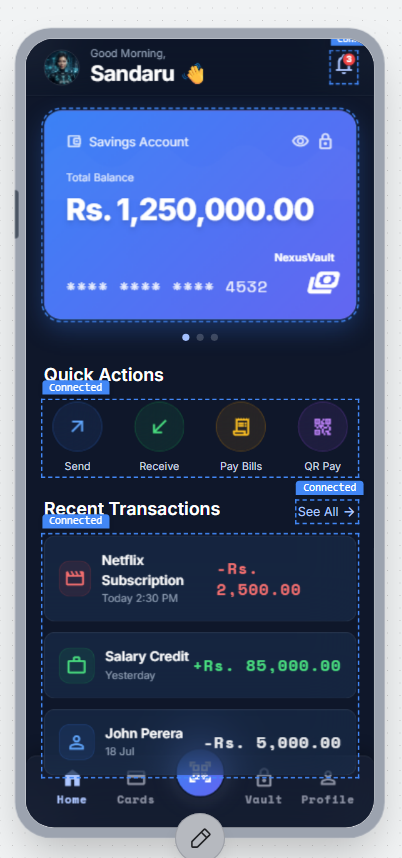 Good Morning,
Sandaru 👋
3
Savings Account
Total Balance
Rs. 1,250,000.00
NexusVault
**** **** **** 4532
Quick Actions
Connected
Send
Receive
Pay Bills
QR Pay
Connected
Recent Transactions
See All →
Connected
Netflix
Subscription
Today 2:30 PM
-Rs.
2,500.00
Salary Credit
Yesterday
+Rs. 85,000.00
John Perera
18 Jul
-Rs. 5,000.00
Home
Cards
Vault
Profile